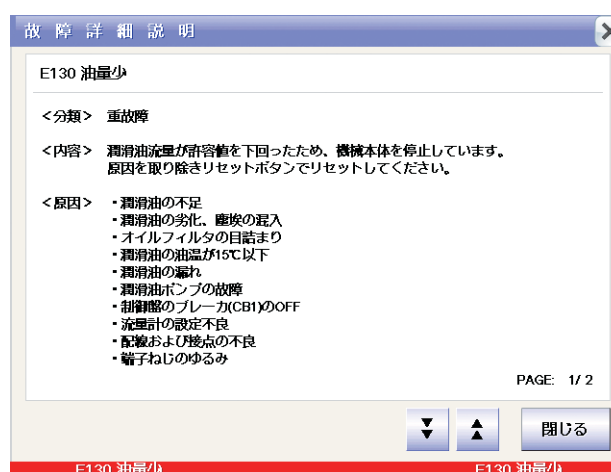 故障詳細説明
E130 油量少
<分類> 重故障
<内容> 潤滑油流量が許容値を下回ったため、機械本体を停止しています。
原因を取り除きリセットボタンでリセットしてください。
<原因> ・潤滑油の不足
・潤滑油の劣化、塵埃の混入
・オイルフィルタの目詰まり
・潤滑油の油温が15℃以下
・潤滑油の漏れ
・潤滑油ポンプの故障
・制御盤のブレーカ(CB1)のOFF
・流量計の設定不良
・配線および接点の不良
・端子ねじのゆるみ
PAGE: 1/ 2
閉じる
E130 油量少 E130 油量少